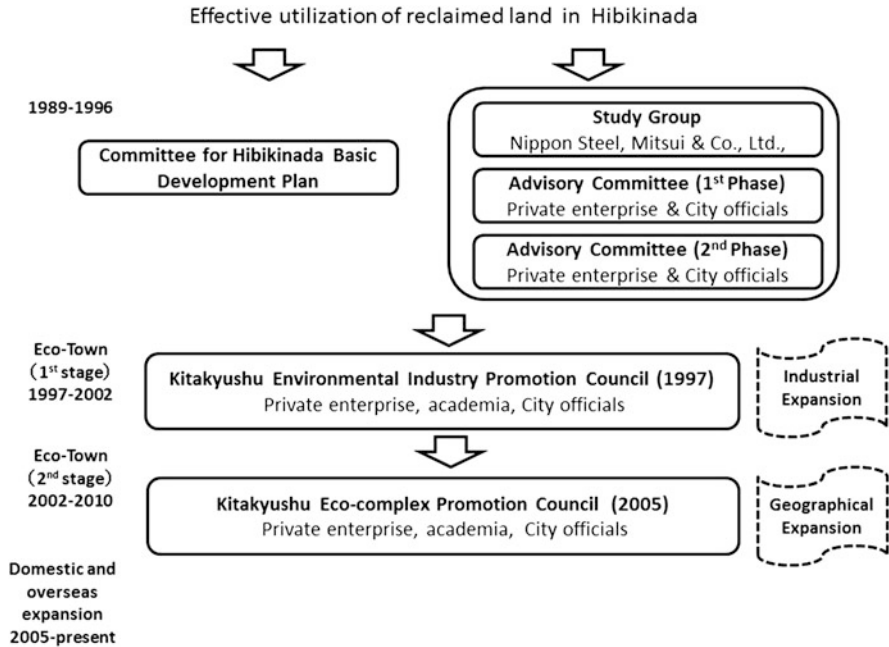 Effective utilization of reclaimed land in Hibikinada
1989-1996
Committee for Hibikinada Basic
Development Plan
Study Group
Nippon Steel, Mitsui & Co., Ltd.,
Advisory Committee (1st Phase)
Private enterprise & City officials
Advisory Committee (2nd Phase)
Private enterprise & City officials
Eco-Town
(1st stage)
1997-2002
Kitakyushu Environmental Industry Promotion Council (1997)
Private enterprise, academia, City officials
Industrial
Expansion
Eco-Town
(2nd stage)
2002-2010
Kitakyushu Eco-complex Promotion Council (2005)
Private enterprise, academia, City officials
Geographical
Expansion
Domestic and
overseas
expansion
2005-present